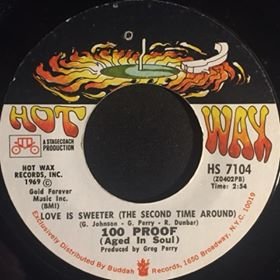 HOT WAX
A STAGECOACH
PRODUCTION
HOT WAX
RECORDS, INC.
1969 ℗
Gold Forever
Music Inc.
(BMI)
HS 7104
(Z0402PB)
Time: 2:54
LOVE IS SWEETER (THE SECOND TIME AROUND)
(G. Johnson - G. Perry - R. Dunbar)
100 PROOF
(Aged In Soul)
Produced by Greg Perry
Exclusively Distributed By Buddah Records • 1650 Broadway, N.Y.C. 10019